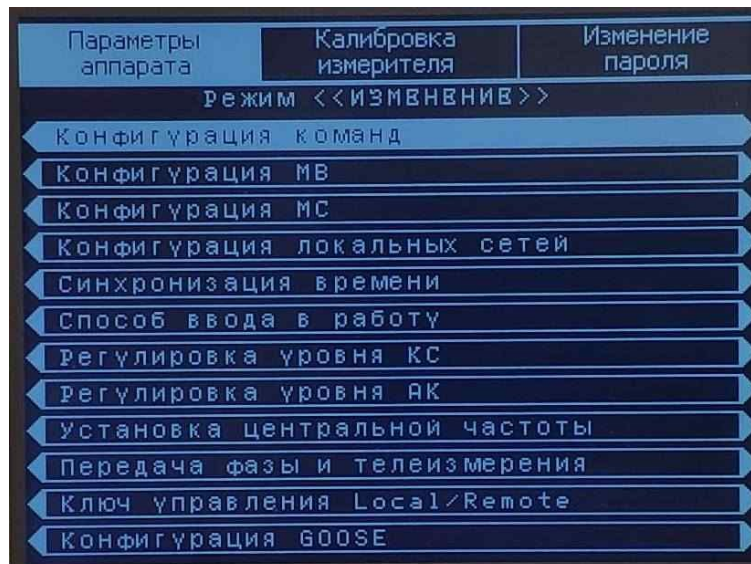 Параметры
аппарата
Калибровка
измерителя
Изменение
пароля
Режим <<ИЗМЕНЕНИЕ>>
Конфигурация команд
Конфигурация МВ
Конфигурация МС
Конфигурация локальных сетей
Синхронизация времени
Способ ввода в работу
Регулировка уровня КС
Регулировка уровня АК
Установка центральной частоты
Передача фазы и телеизмерения
Ключ управления Local/Remote
Конфигурация GOOSE